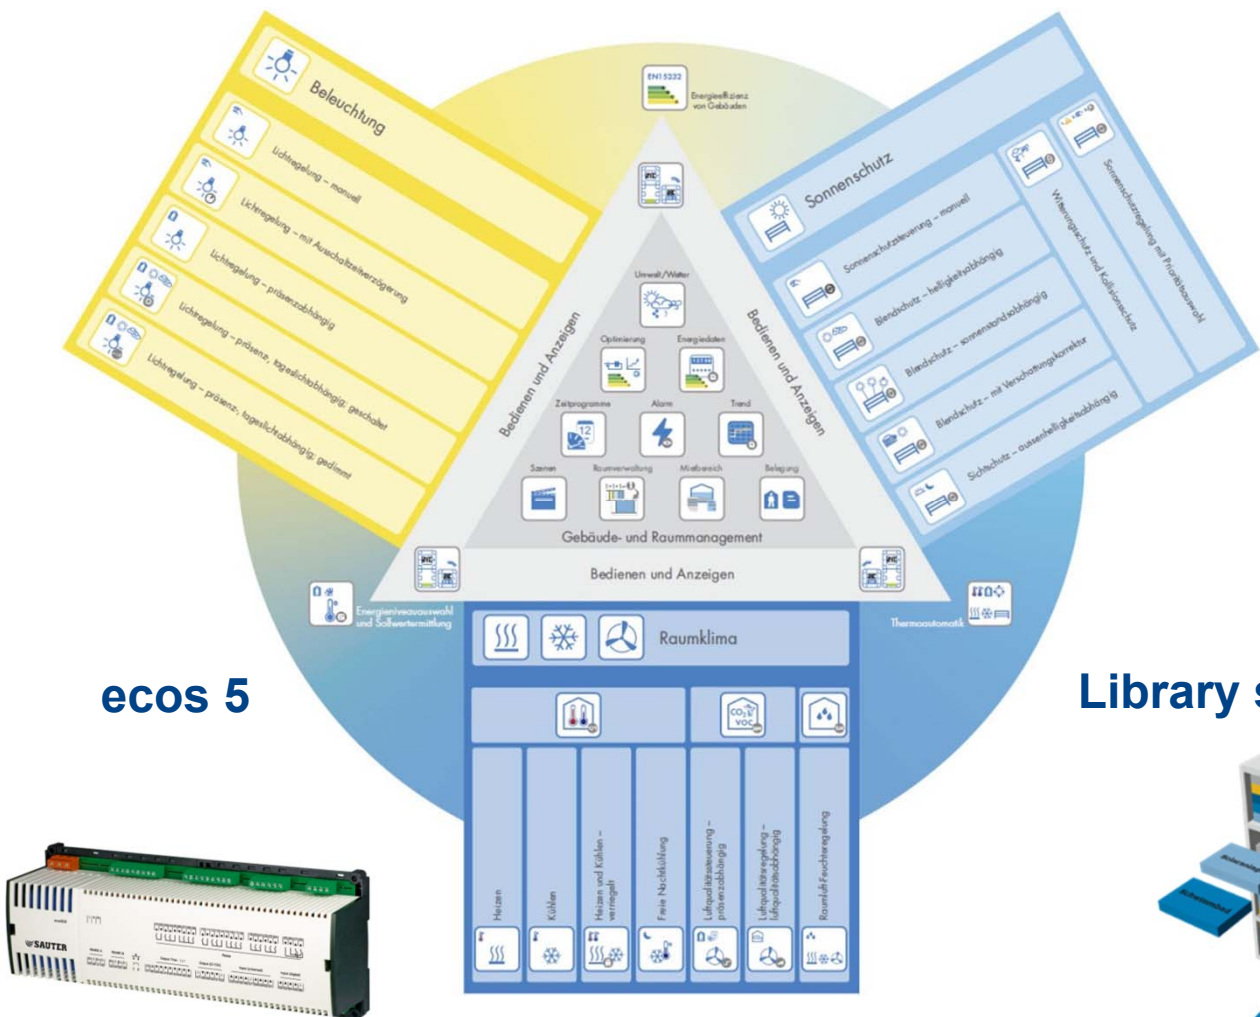 EN15232
Energieeffizienz
von Gebäuden
Beleuchtung
Lichtregelung – manuell
Lichtregelung – mit Ausschaltzeitverzögerung
Lichtregelung – präsenzabhängig
Lichtregelung – präsenz, tageslichtabhängig; geschaltet
Lichtregelung – präsenz-, tageslichtabhängig; gedimmt
Sonnenschutz
Sonnenschutzsteuerung – manuell
Blendschutz – helligkeitsabhängig
Blendschutz – sonnenstandsabhängig
Blendschutz – mit Verschattungskorrektur
Sichtschutz – aussenhelligkeitsabhängig
Witterungsschutz und Kollisionschutz
Sonnenschutzregelung mit Prioritätsauswahl
Bedienen und Anzeigen
Bedienen und Anzeigen
Umwelt/Wetter
Optimierung
Energiedaten
Zeitprogramme
Alarm
Trend
12
Szenen
Raumverwaltung
Mietbereich
Belegung
Gebäude- und Raummanagement
Bedienen und Anzeigen
Energieniveauauswahl
und Sollwertermittlung
Thermoautomatik
Raumklima
CO2
VOC
Heizen
Kühlen
Heizen und Kühlen –
verriegelt
Freie Nachtkühlung
Luftqualitätssteuerung –
präsenzabhängig
Luftqualitätsregelung –
luftqualitätsabhängig
Raumluft-Feuchteregelung
ecos 5
Library s
SAUTER